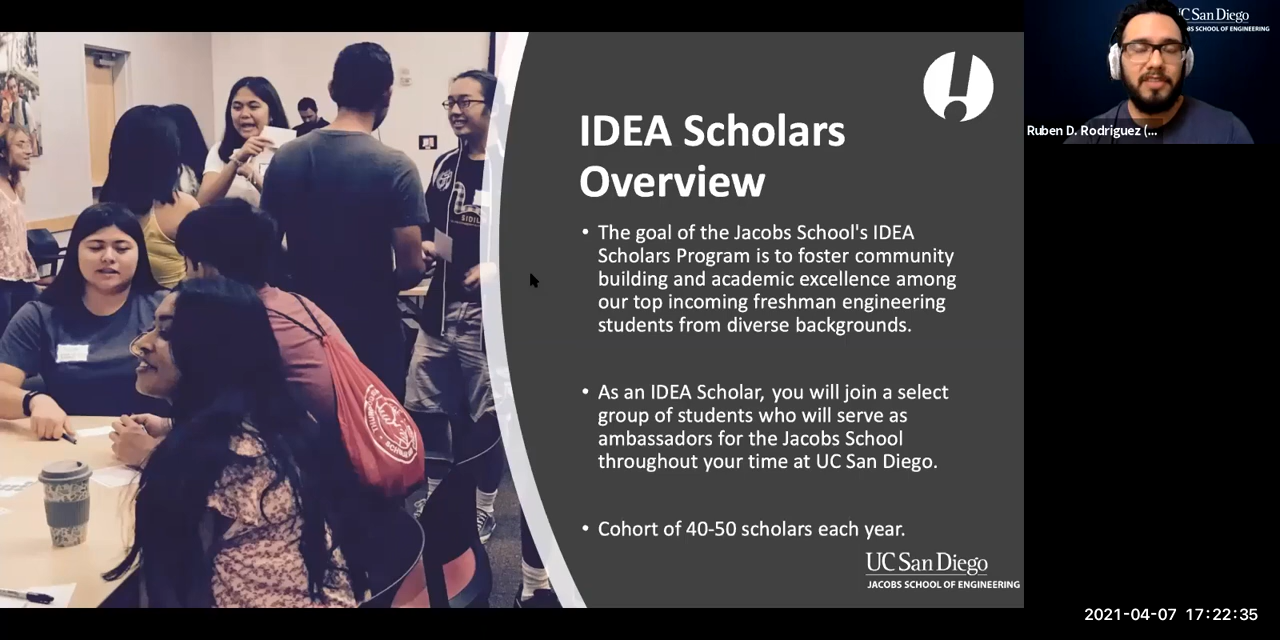 UC San Diego
JACOBS SCHOOL OF ENGINEERING
Ruben D. Rodriguez (...
IDEA Scholars
Overview
• The goal of the Jacobs School's IDEA
Scholars Program is to foster community
building and academic excellence among
our top incoming freshman engineering
students from diverse backgrounds.
• As an IDEA Scholar, you will join a select
group of students who will serve as
ambassadors for the Jacobs School
throughout your time at UC San Diego.
• Cohort of 40-50 scholars each year.
UC San Diego
JACOBS SCHOOL OF ENGINEERING
2021-04-07 17:22:35